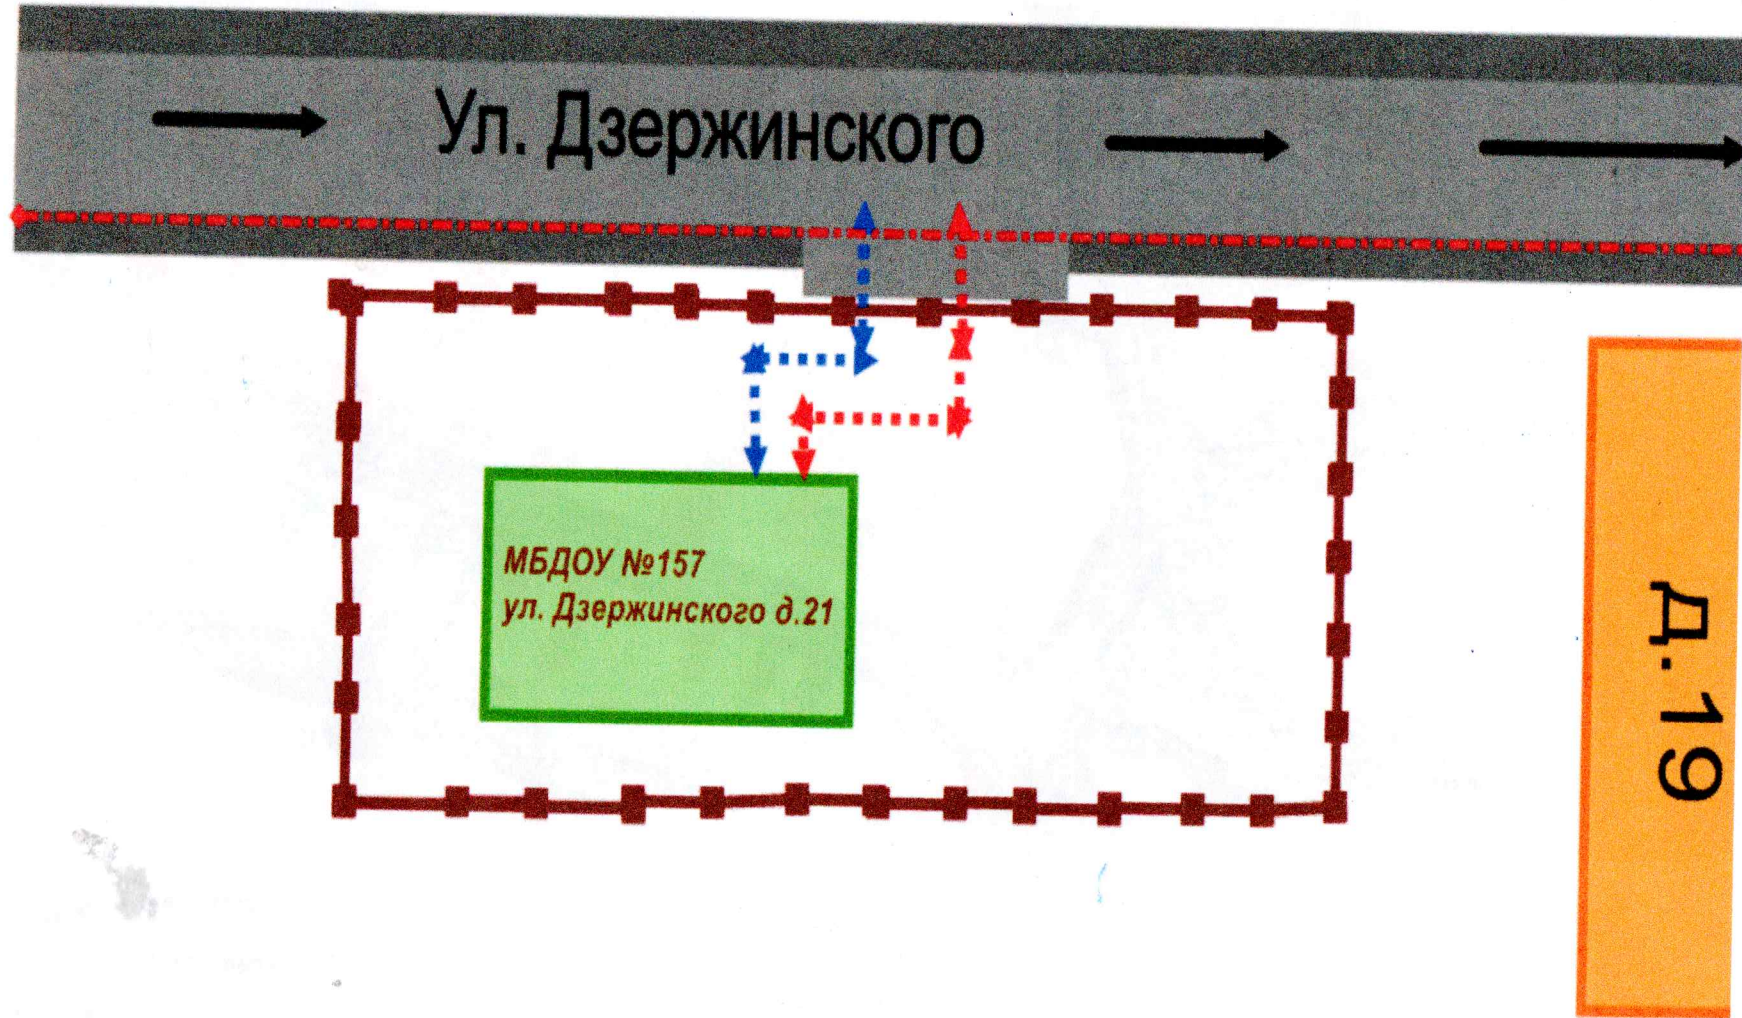 Ул. Дзержинского
МБДОУ №157
ул. Дзержинского д.21
д.19